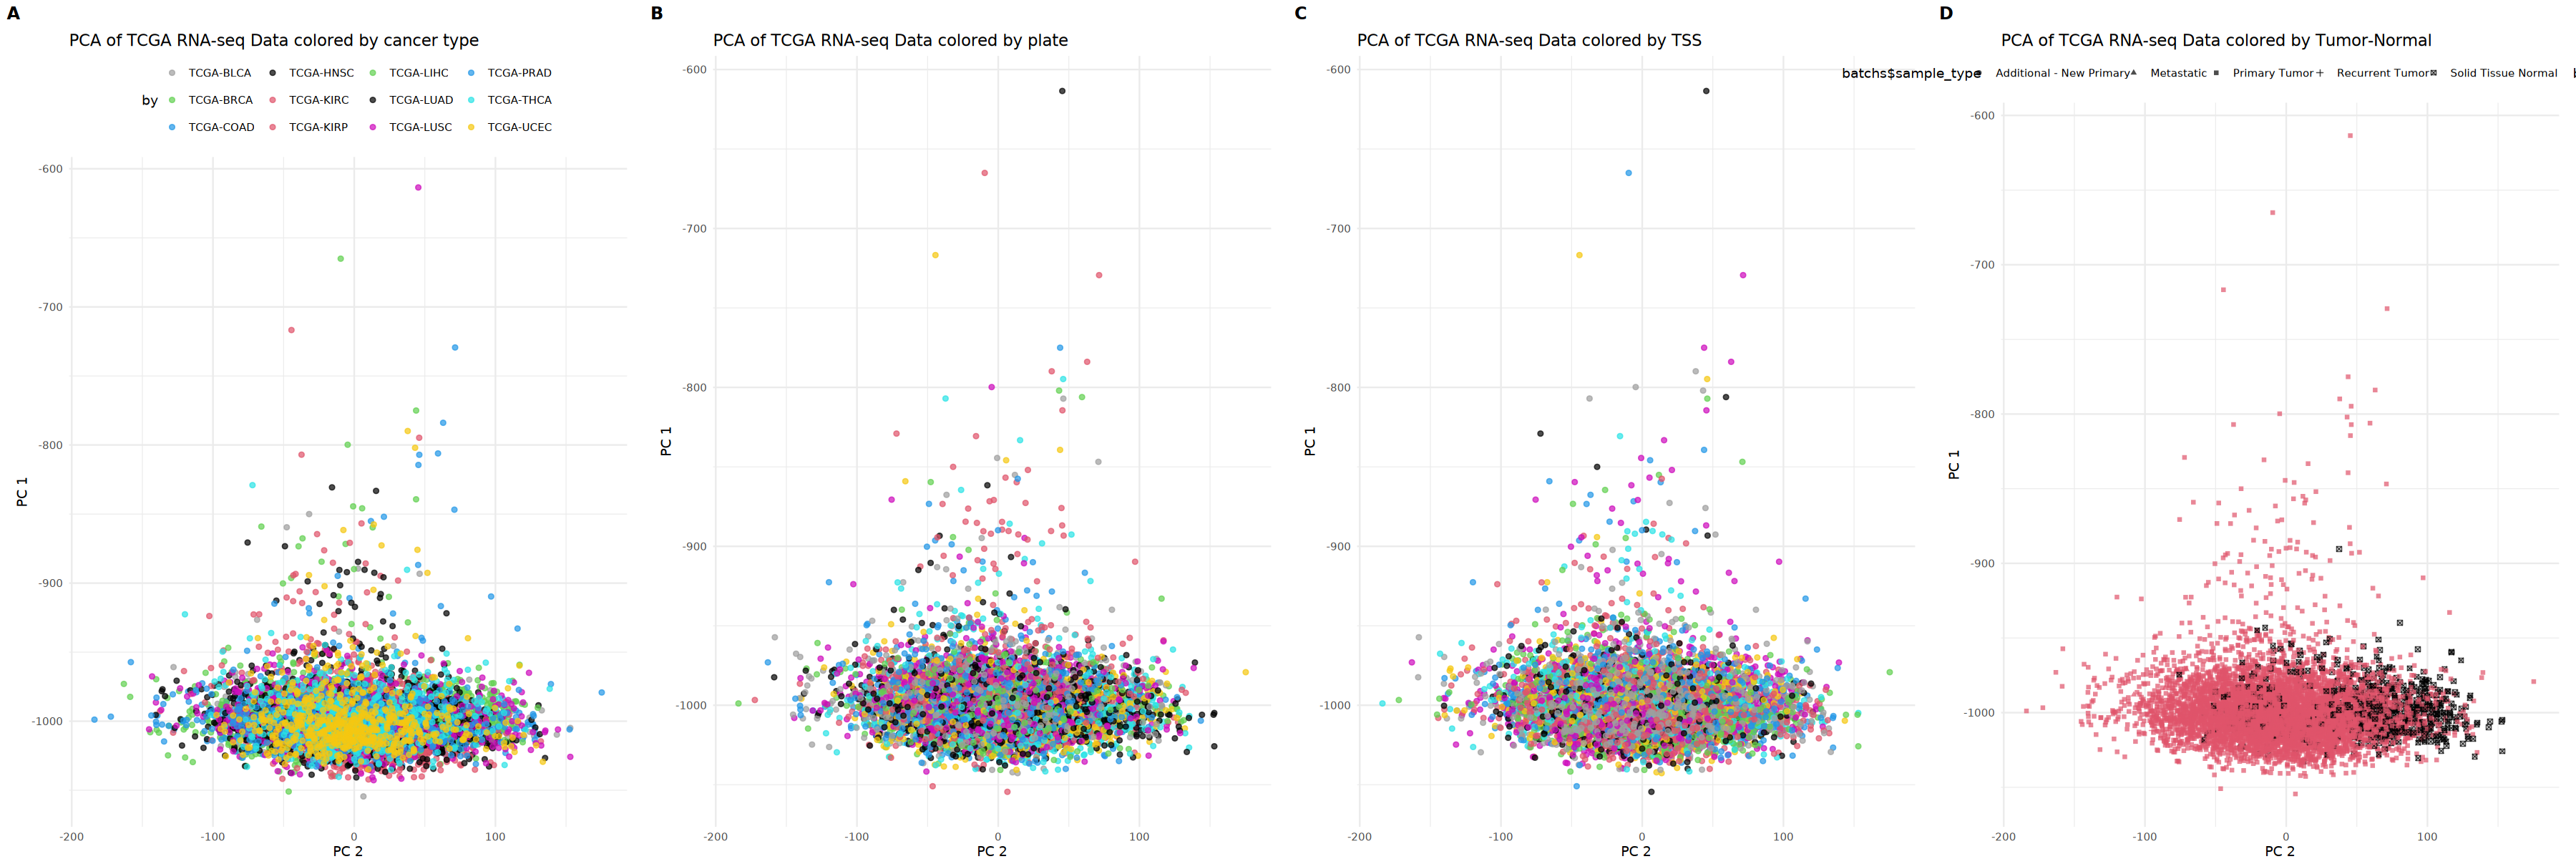 A
PCA of TCGA RNA-seq Data colored by cancer type
by
TCGA-BLCA TCGA-HNSC TCGA-LIHC TCGA-PRAD
TCGA-BRCA TCGA-KIRC TCGA-LUAD TCGA-THCA
TCGA-COAD TCGA-KIRP TCGA-LUSC TCGA-UCEC
-600
-700
-800
-900
-1000
PC 1
-200 -100 0 100
PC 2
B
PCA of TCGA RNA-seq Data colored by plate
-600
-700
-800
-900
-1000
PC 1
-200 -100 0 100
PC 2
C
PCA of TCGA RNA-seq Data colored by TSS
-600
-700
-800
-900
-1000
PC 1
-200 -100 0 100
PC 2
D
PCA of TCGA RNA-seq Data colored by Tumor-Normal
batchs$sample_type Additional - New Primary Metastatic Primary Tumor Recurrent Tumor Solid Tissue Normal
-600
-700
-800
-900
-1000
PC 1
-200 -100 0 100
PC 2